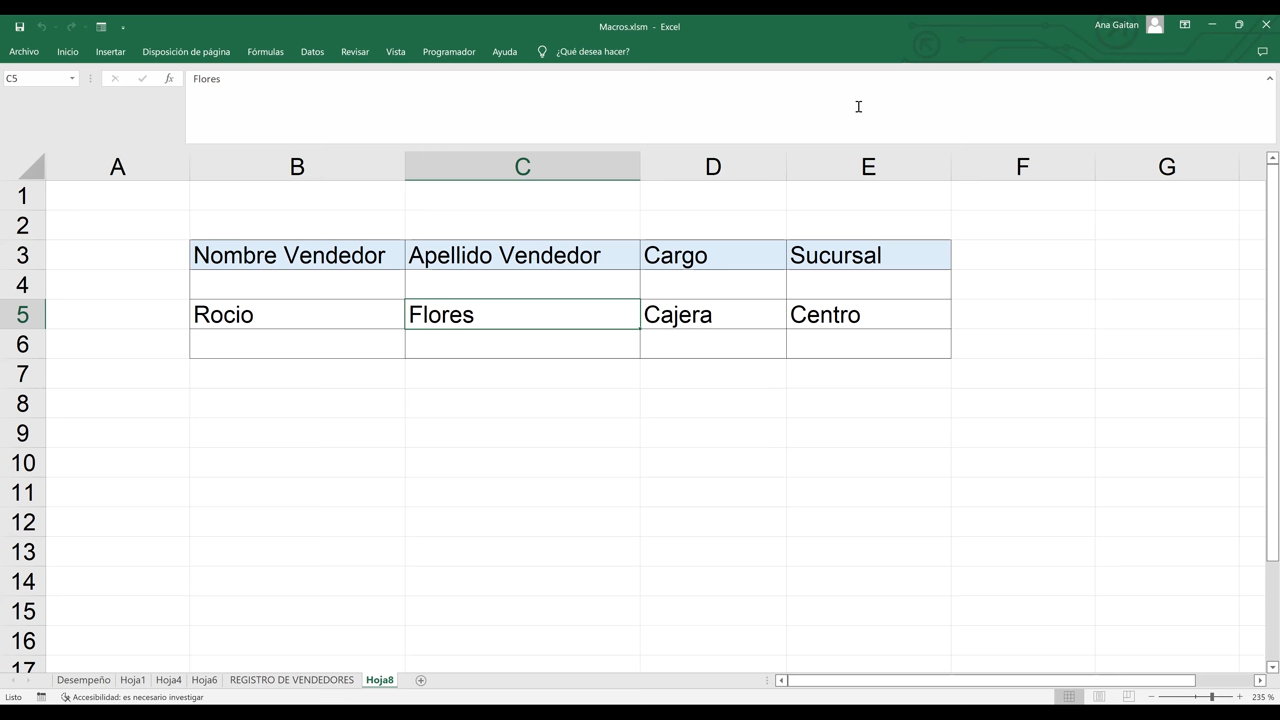 Macros.xlsm - Excel
Ana Gaitan
Archivo Inicio Insertar Disposición de página Fórmulas Datos Revisar Vista Programador Ayuda ¿Qué desea hacer?
C5 fx Flores
A B C D E F G
1
2
3 Nombre Vendedor Apellido Vendedor Cargo Sucursal
4
5 Rocio Flores Cajera Centro
6
7
8
9
10
11
12
13
14
15
16
17
Desempeño Hoja1 Hoja4 Hoja6 REGISTRO DE VENDEDORES Hoja8
Listo Accesibilidad: es necesario investigar 235 %